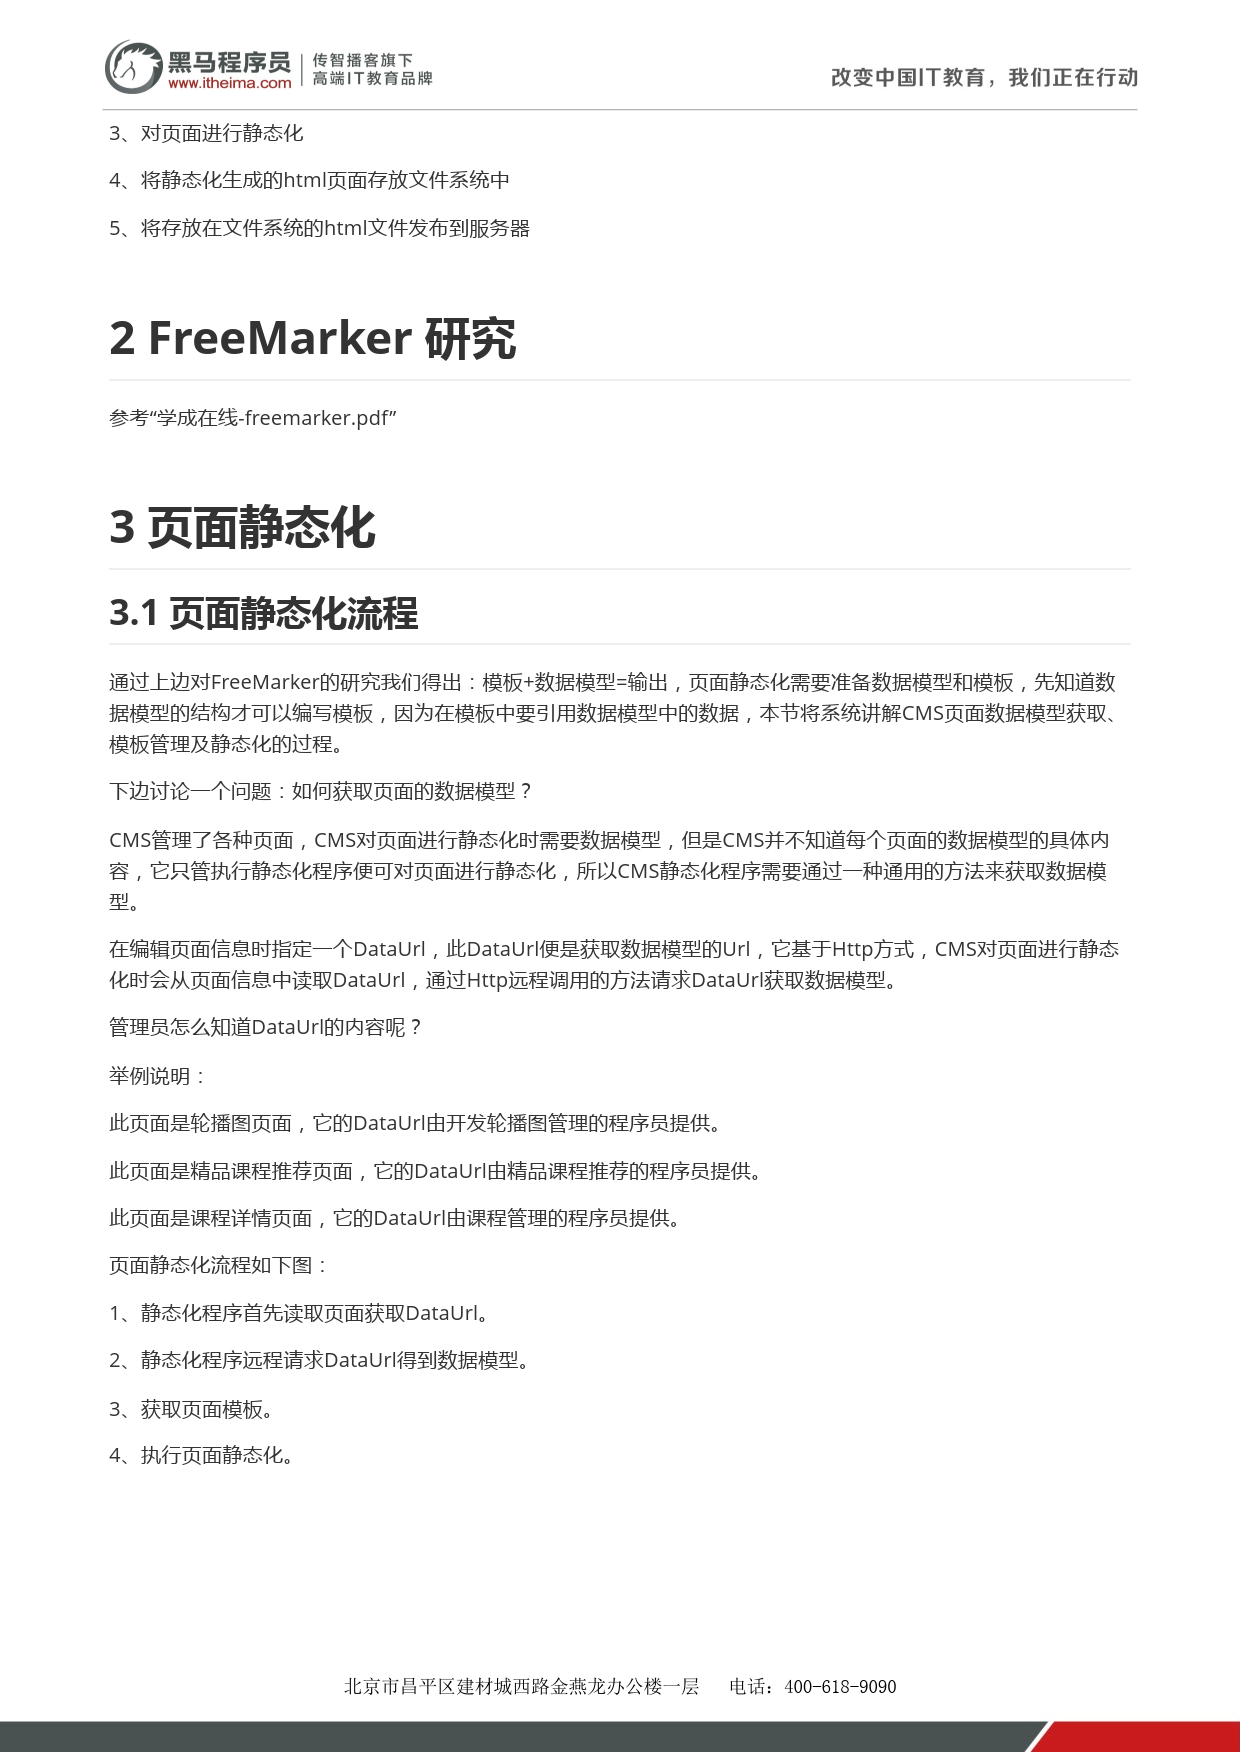 黑马程序员
www.itheima.com
传智播客旗下
高端IT教育品牌
改变中国IT教育，我们正在行动
3、对页面进行静态化
4、将静态化生成的html页面存放文件系统中
5、将存放在文件系统的html文件发布到服务器
2 FreeMarker 研究
参考“学成在线-freemarker.pdf”
3 页面静态化
3.1 页面静态化流程
通过上边对FreeMarker的研究我们得出：模板+数据模型=输出，页面静态化需要准备数据模型和模板，先知道数
据模型的结构才可以编写模板，因为在模板中要引用数据模型中的数据，本节将系统讲解CMS页面数据模型获取、
模板管理及静态化的过程。
下边讨论一个问题：如何获取页面的数据模型？
CMS管理了各种页面，CMS对页面进行静态化时需要数据模型，但是CMS并不知道每个页面的数据模型的具体内
容，它只管执行静态化程序便可对页面进行静态化，所以CMS静态化程序需要通过一种通用的方法来获取数据模
型。
在编辑页面信息时指定一个DataUrl，此DataUrl便是获取数据模型的Url，它基于Http方式，CMS对页面进行静态
化时会从页面信息中读取DataUrl，通过Http远程调用的方法请求DataUrl获取数据模型。
管理员怎么知道DataUrl的内容呢？
举例说明：
此页面是轮播图页面，它的DataUrl由开发轮播图管理的程序员提供。
此页面是精品课程推荐页面，它的DataUrl由精品课程推荐的程序员提供。
此页面是课程详情页面，它的DataUrl由课程管理的程序员提供。
页面静态化流程如下图：
1、静态化程序首先读取页面获取DataUrl。
2、静态化程序远程请求DataUrl得到数据模型。
3、获取页面模板。
4、执行页面静态化。
北京市昌平区建材城西路金燕龙办公楼一层 电话：400-618-9090